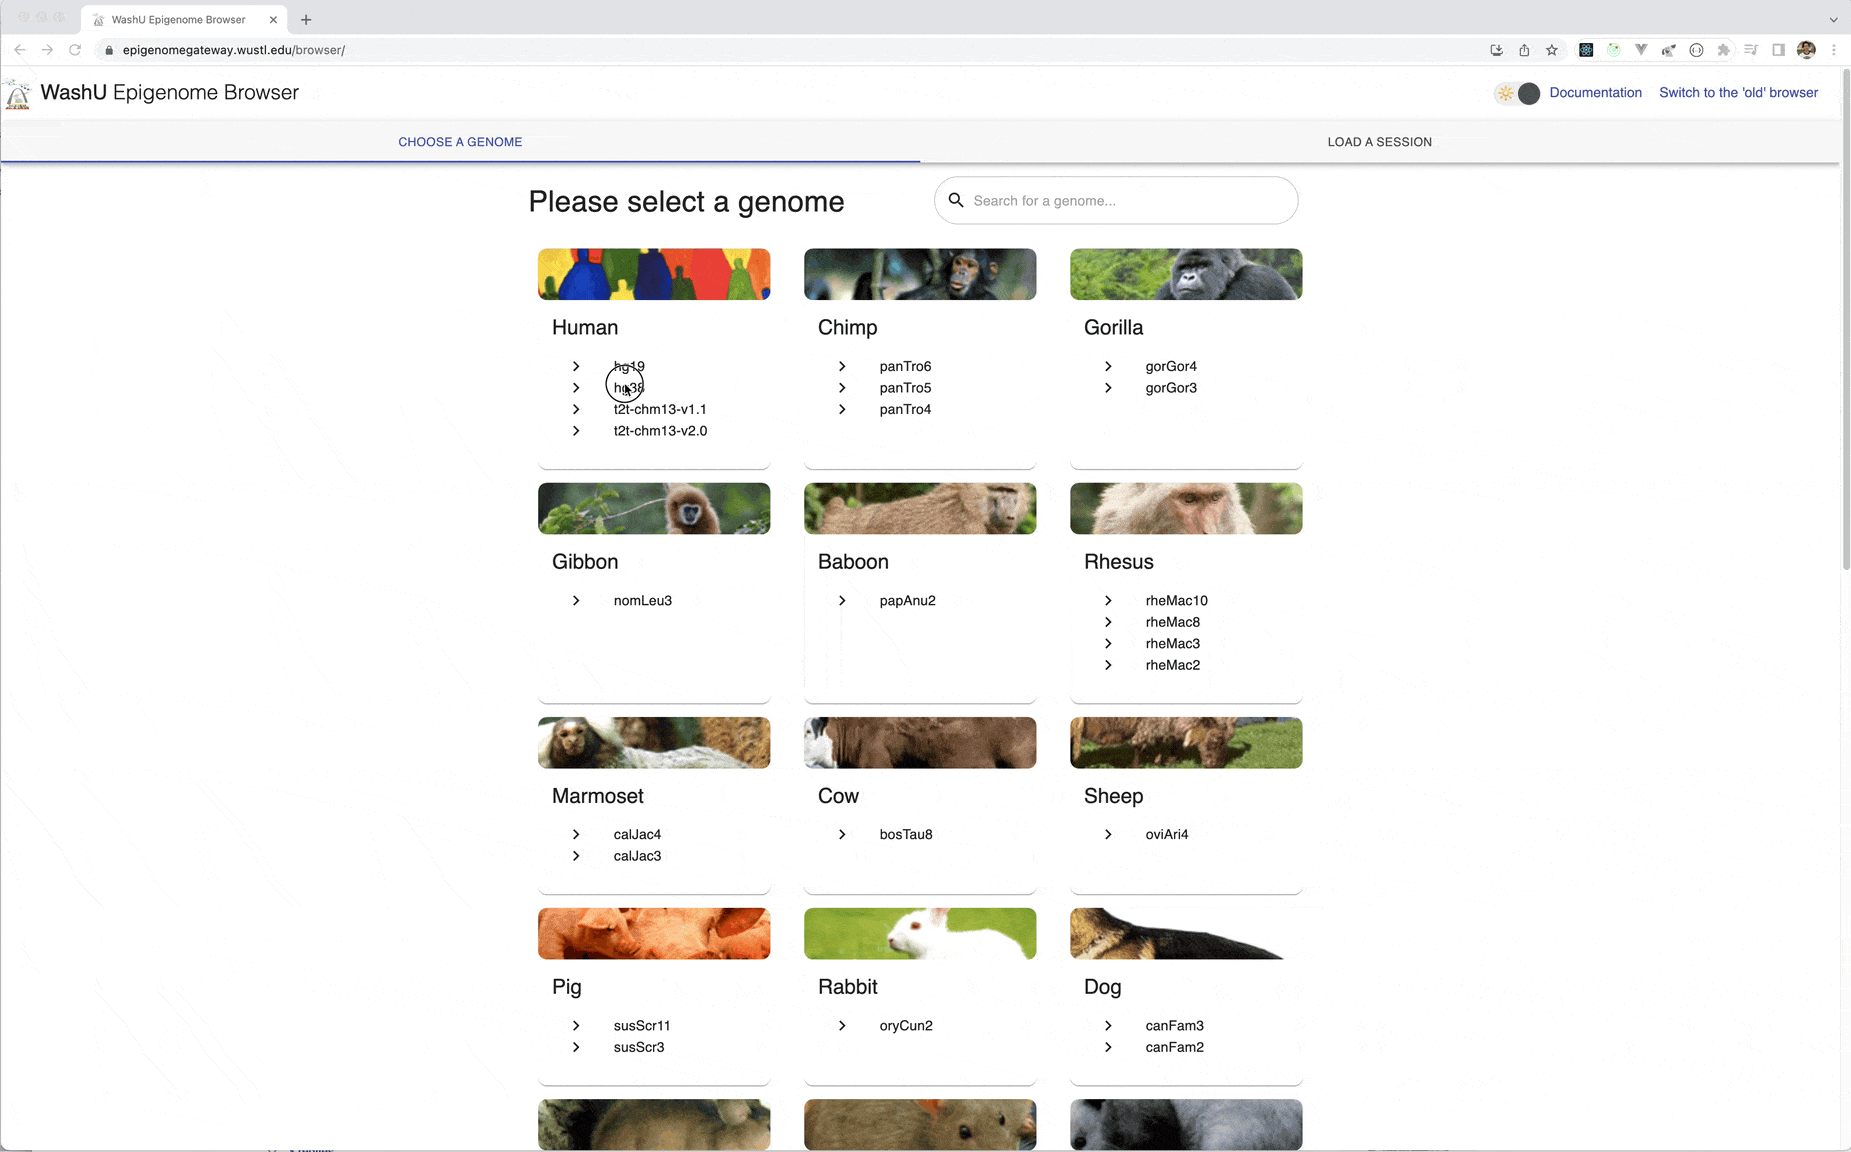 WashU Epigenome Browser
epigenomegateway.wustl.edu/browser/
WashU Epigenome Browser
Documentation
Switch to the 'old' browser
CHOOSE A GENOME
LOAD A SESSION
Please select a genome
Search for a genome...
Human
hg19
hg38
t2t-chm13-v1.1
t2t-chm13-v2.0
Chimp
panTro6
panTro5
panTro4
Gorilla
gorGor4
gorGor3
Gibbon
nomLeu3
Baboon
papAnu2
Rhesus
rheMac10
rheMac8
rheMac3
rheMac2
Marmoset
calJac4
calJac3
Cow
bosTau8
Sheep
oviAri4
Pig
susScr11
susScr3
Rabbit
oryCun2
Dog
canFam3
canFam2